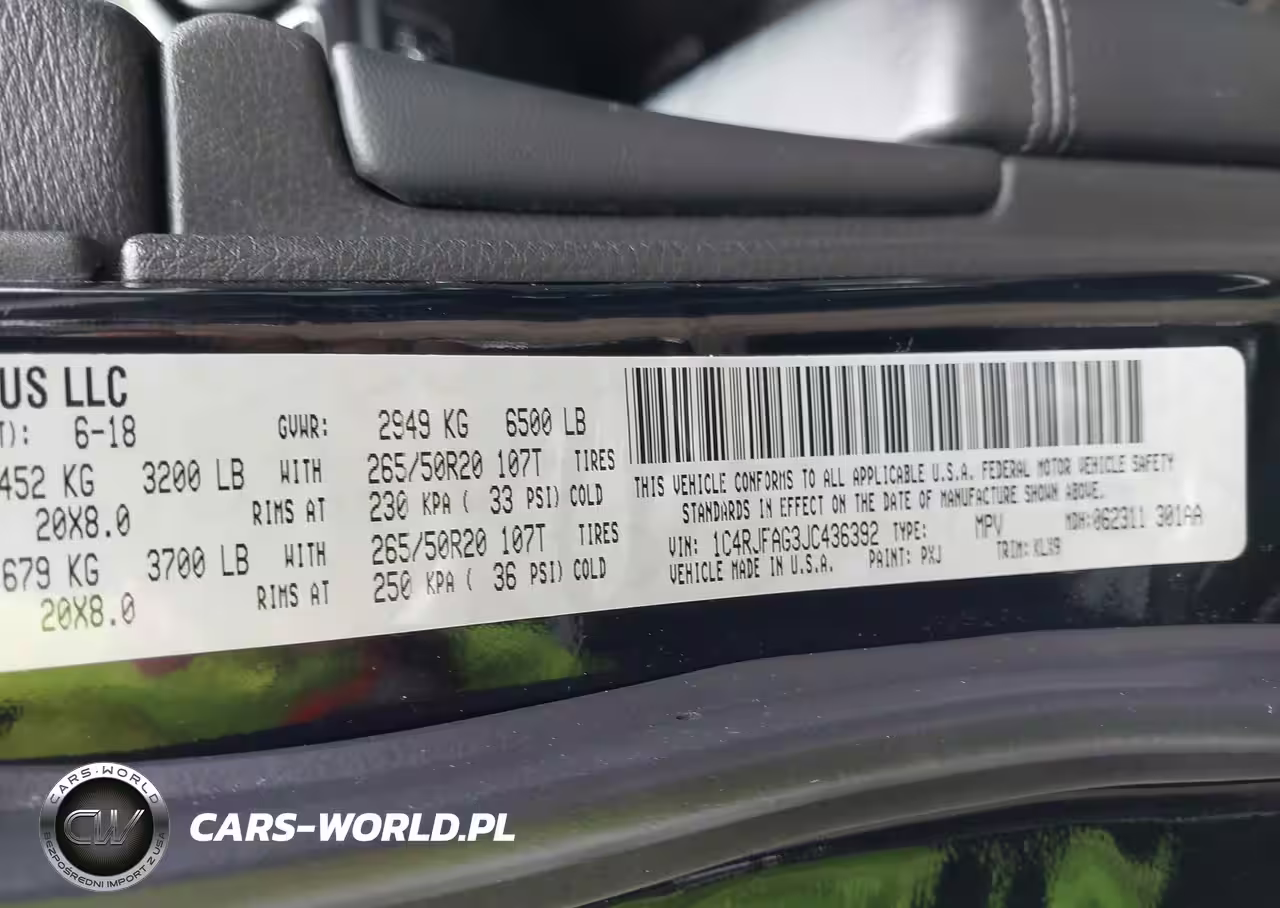 US LLC
T): 6-18
GVWR: 2949 KG 6500 LB
452 KG 3200 LB WITH 265/50R20 107T TIRES
20X8.0 RIMS AT 230 KPA ( 33 PSI) COLD
679 KG 3700 LB WITH 265/50R20 107T TIRES
20X8.0 RIMS AT 250 KPA ( 36 PSI) COLD
THIS VEHICLE CONFORMS TO ALL APPLICABLE U.S.A. FEDERAL MOTOR VEHICLE SAFETY
STANDARDS IN EFFECT ON THE DATE OF MANUFACTURE SHOWN ABOVE.
VIN: 1C4RJFAG3JC436392 TYPE: MPV MDH:062311 301AA
VEHICLE MADE IN U.S.A. PAINT: PXJ TRIM: KLX9
CARS-WORLD
CW
BEZPOŚREDNI IMPORT Z USA
CARS-WORLD.PL